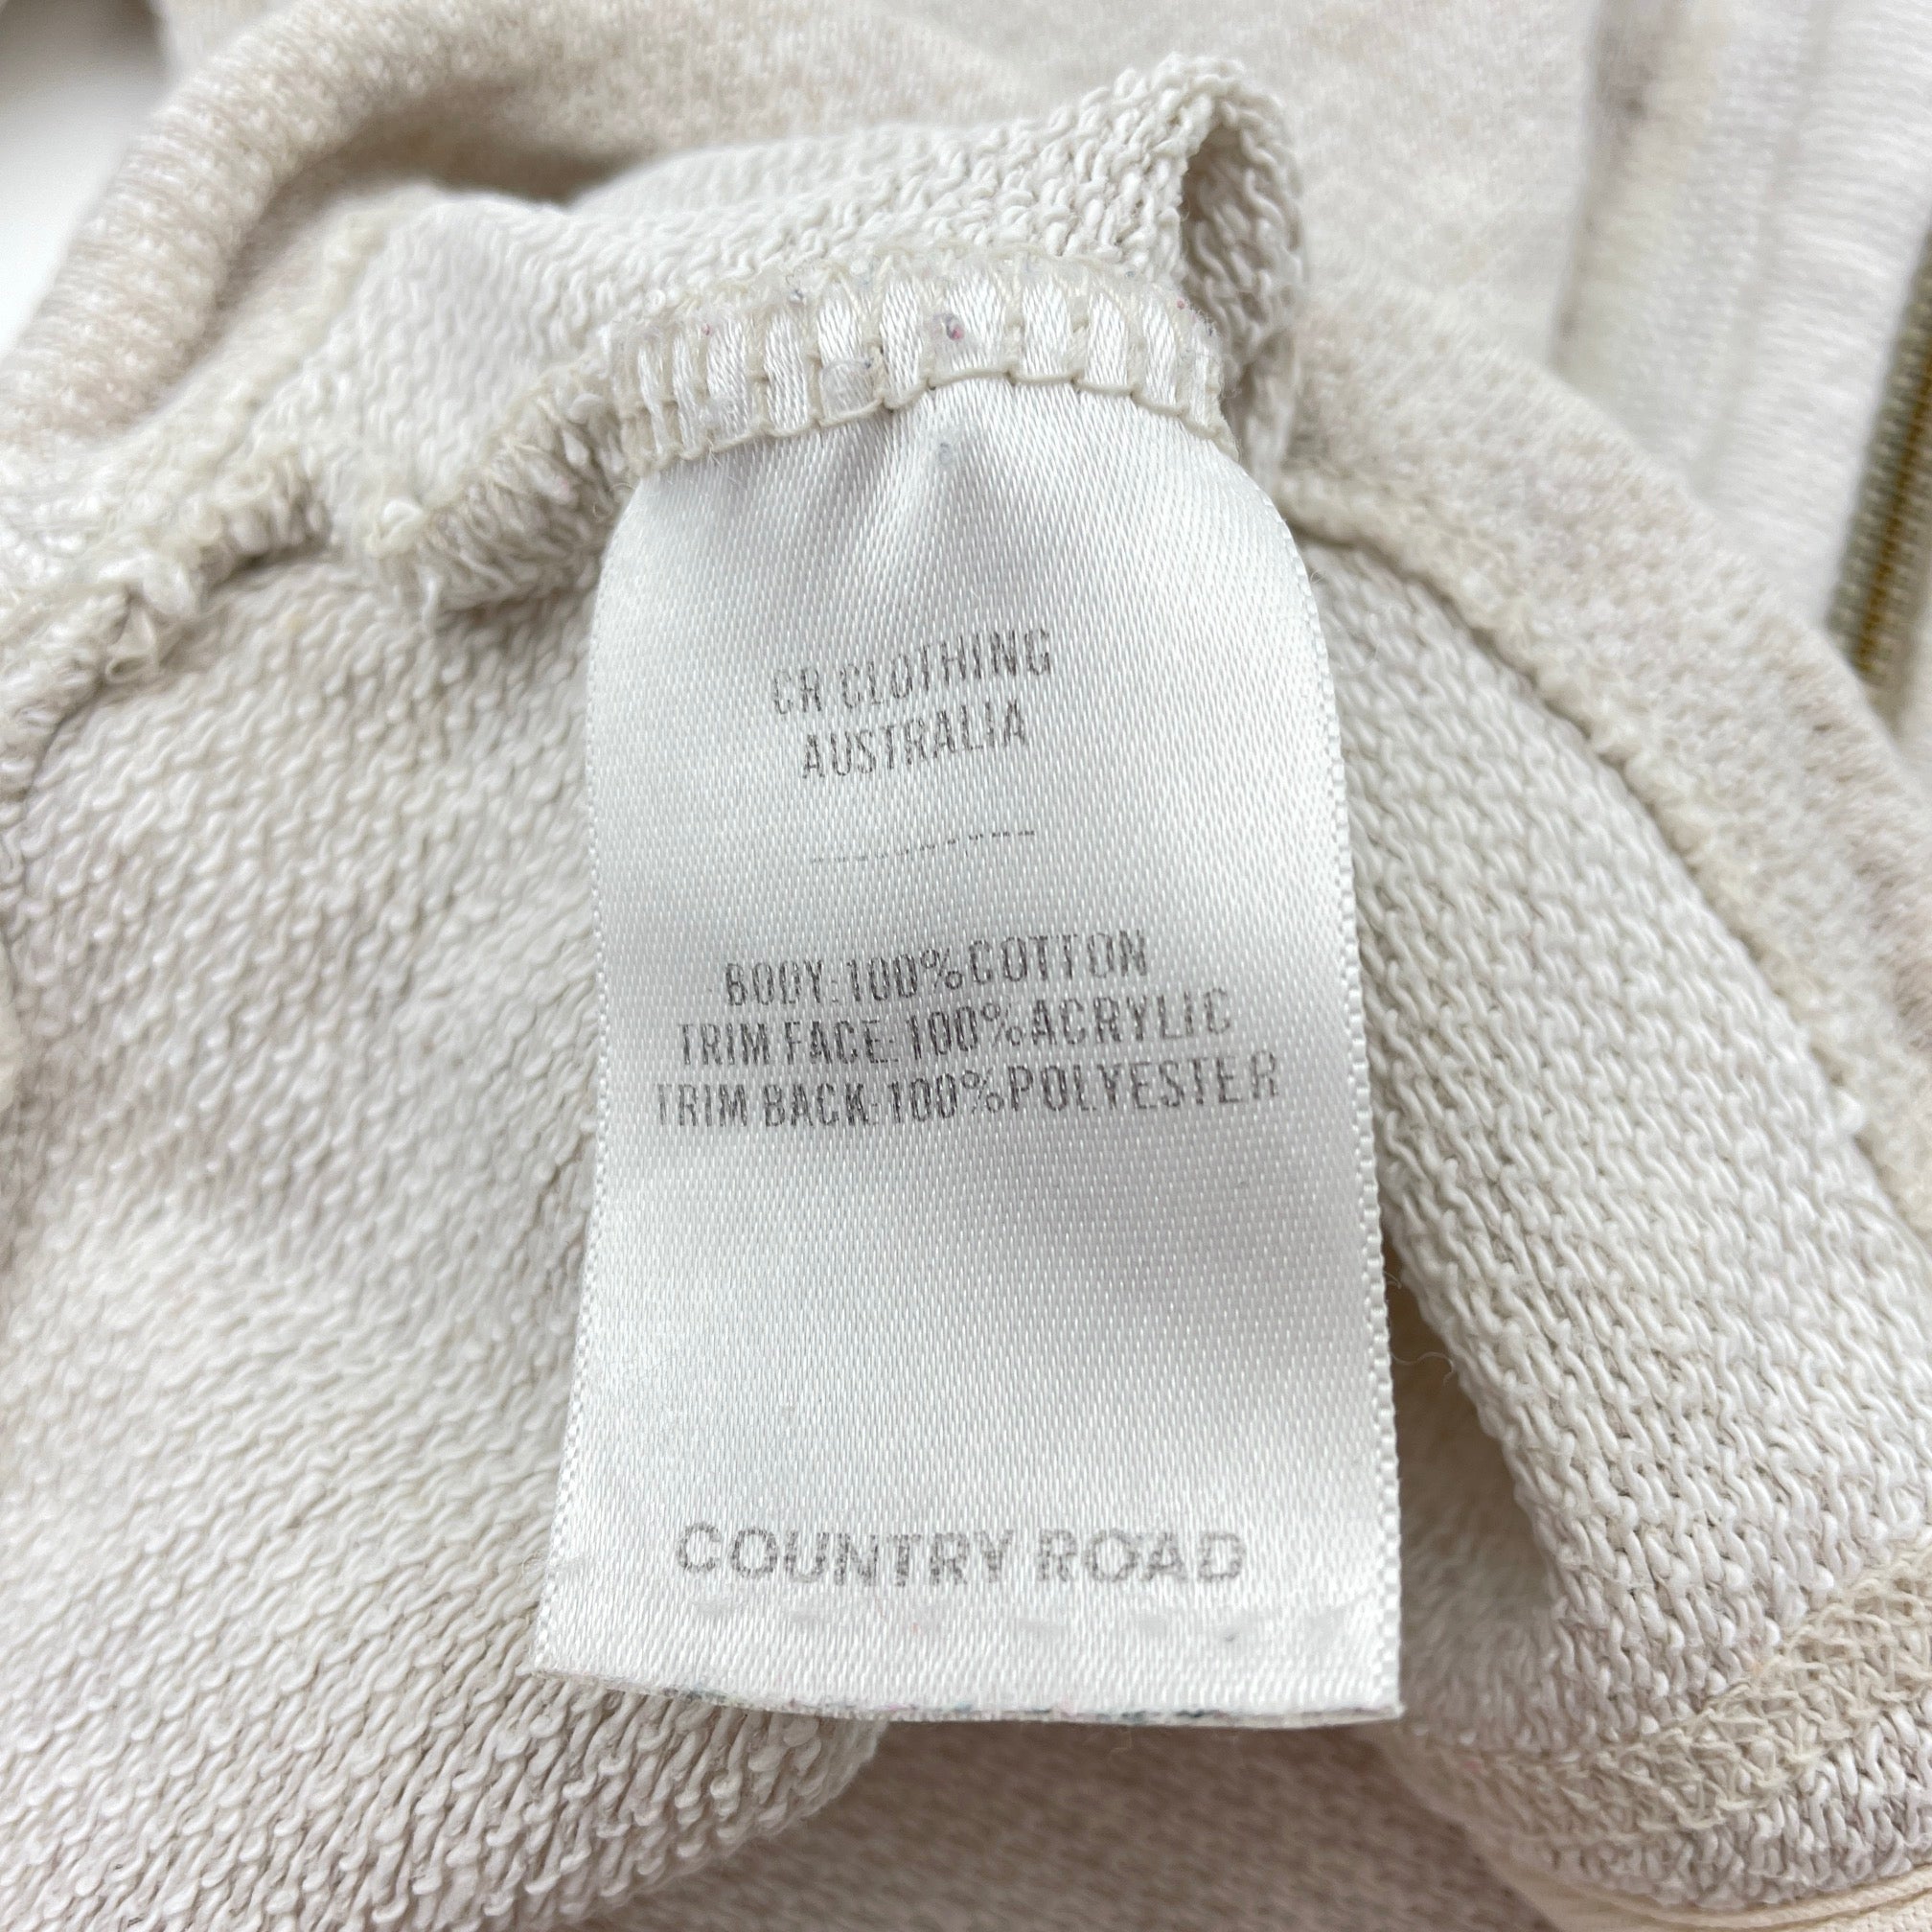 CR CLOTHING
AUSTRALIA
BODY:100%COTTON
TRIM FACE:100%ACRYLIC
TRIM BACK:100%POLYESTER
COUNTRY ROAD